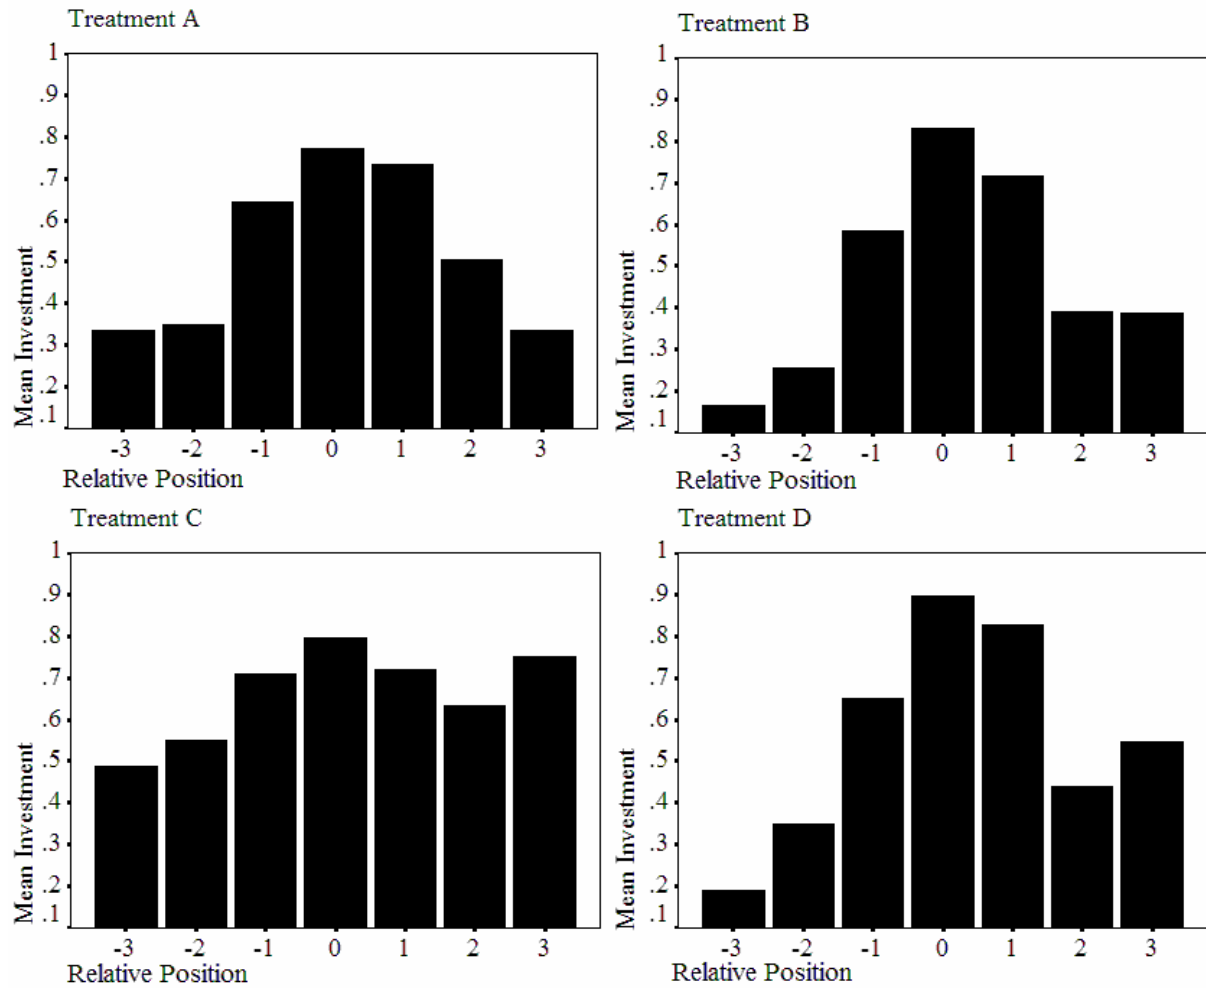 Treatment A
1
.9
.8
.7
.6
.5
.4
.3
.2
.1
Mean Investment
-3 -2 -1 0 1 2 3
Relative Position
Treatment B
1
.9
.8
.7
.6
.5
.4
.3
.2
.1
Mean Investment
-3 -2 -1 0 1 2 3
Relative Position
Treatment C
1
.9
.8
.7
.6
.5
.4
.3
.2
.1
Mean Investment
-3 -2 -1 0 1 2 3
Relative Position
Treatment D
1
.9
.8
.7
.6
.5
.4
.3
.2
.1
Mean Investment
-3 -2 -1 0 1 2 3
Relative Position